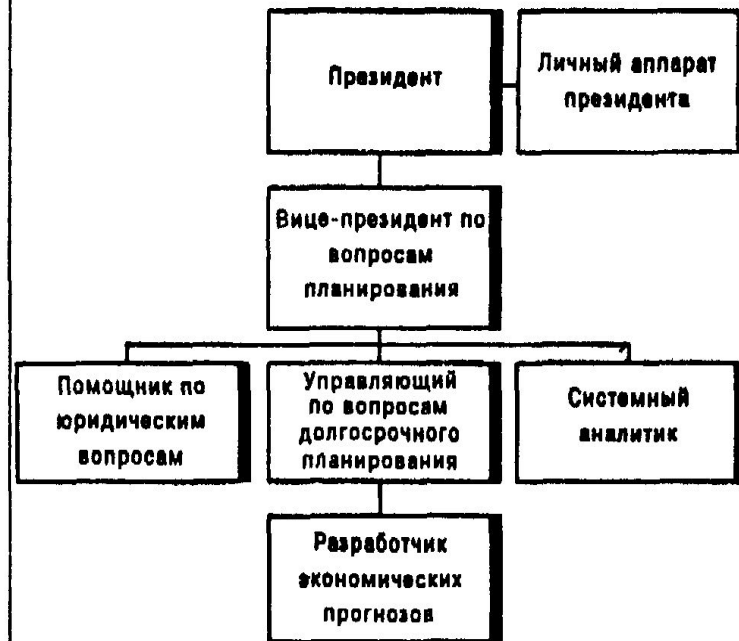 Президент
Личный аппарат
президента
Вице-президент по
вопросам
планирования
Помощник по
юридическим
вопросам
Управляющий
по вопросам
долгосрочного
планирования
Системный
аналитик
Разработчик
экономических
прогнозов